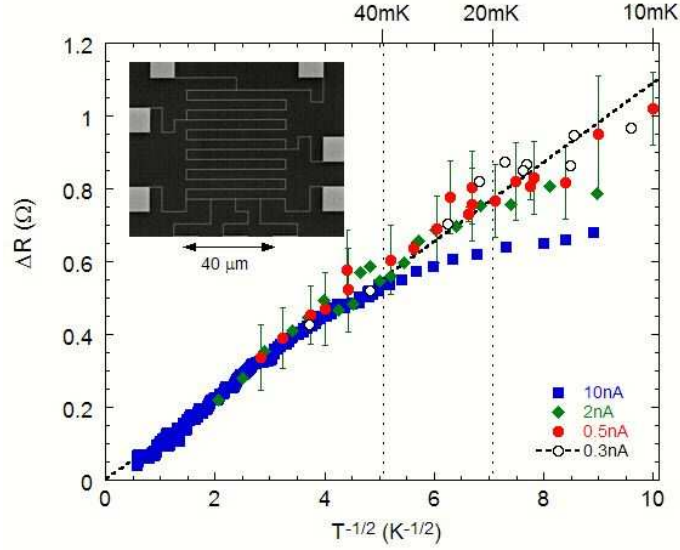 40mK 20mK 10mK
1.2
1
0.8
0.6
0.4
0.2
0
ΔR (Ω)
40 μm
10nA
2nA
0.5nA
0.3nA
0 2 4 6 8 10
T⁻¹/² (K⁻¹/²)